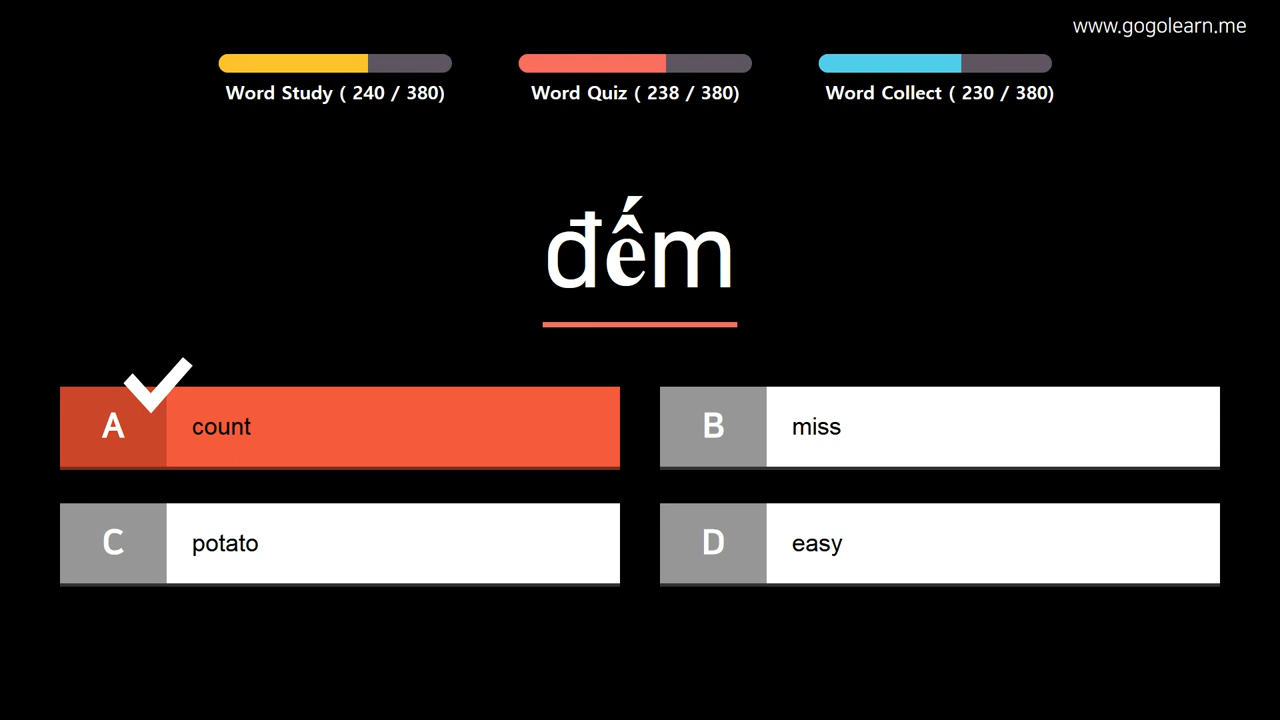 www.gogolearn.me
Word Study ( 240 / 380)
Word Quiz ( 238 / 380)
Word Collect ( 230 / 380)
đếm
A count
B miss
C potato
D easy